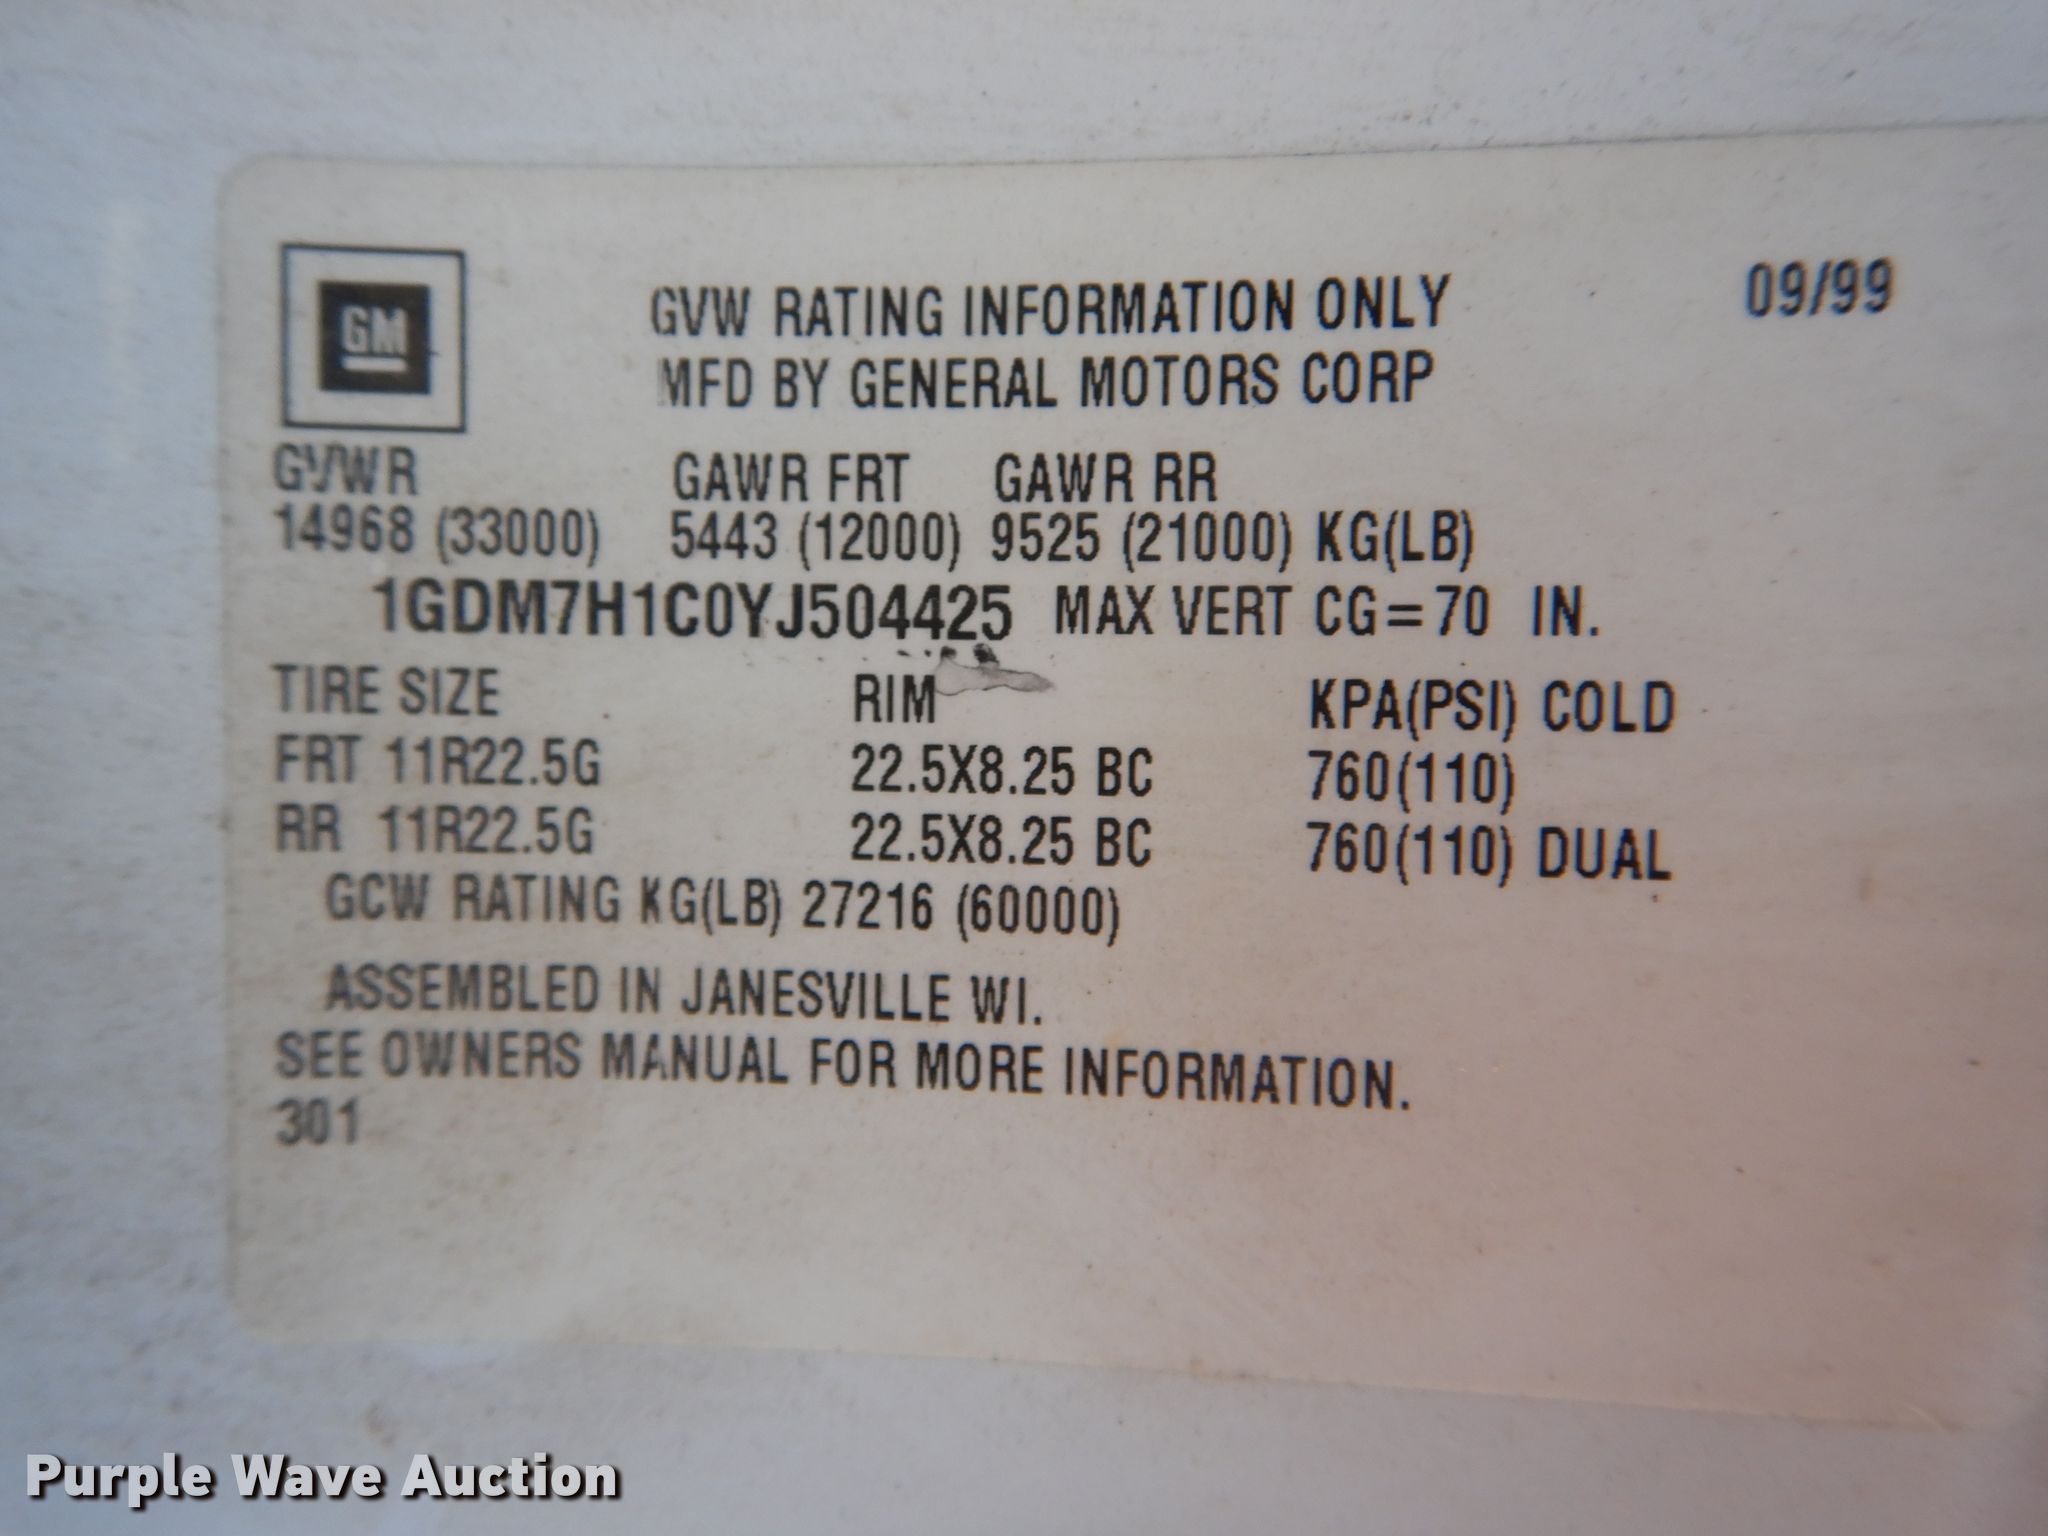 GM
GVW RATING INFORMATION ONLY 09/99
MFD BY GENERAL MOTORS CORP
GVWR GAWR FRT GAWR RR
14968 (33000) 5443 (12000) 9525 (21000) KG(LB)
1GDM7H1C0YJ504425 MAX VERT CG=70 IN.
TIRE SIZE RIM KPA(PSI) COLD
FRT 11R22.5G 22.5X8.25 BC 760(110)
RR 11R22.5G 22.5X8.25 BC 760(110) DUAL
GCW RATING KG(LB) 27216 (60000)
ASSEMBLED IN JANESVILLE WI.
SEE OWNERS MANUAL FOR MORE INFORMATION.
301
Purple Wave Auction